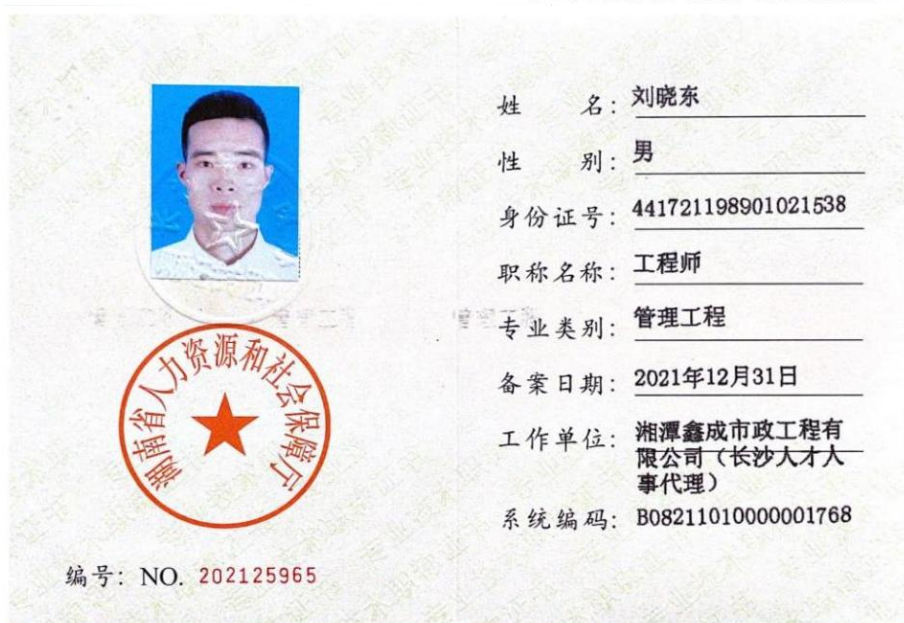 湖南省人力资源和社会保障厅
编号：NO. 202125965
姓 名：刘晓东
性 别：男
身份证号：441721198901021538
职称名称：工程师
专业类别：管理工程
备案日期：2021年12月31日
工作单位：湘潭鑫成市政工程有
限公司（长沙人才人
事代理）
系统编码：B08211010000001768